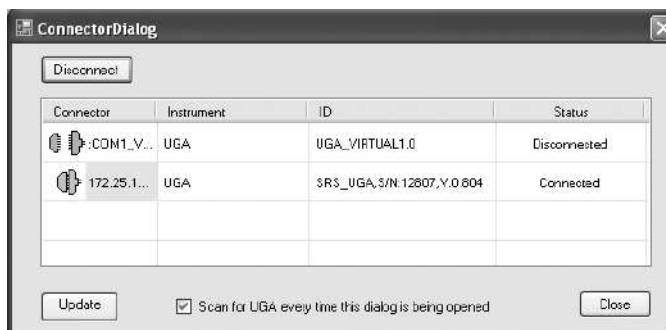 ConnectorDialog
Disconnect
Connector Instrument ID Status
:COM1_V... UGA UGA_VIRTUAL1.0 Disconnected
172.25.1... UGA SRS_UGA,S/N:12807,V.0.804 Connected
Update Scan for UGA every time this dialog is being opened Close